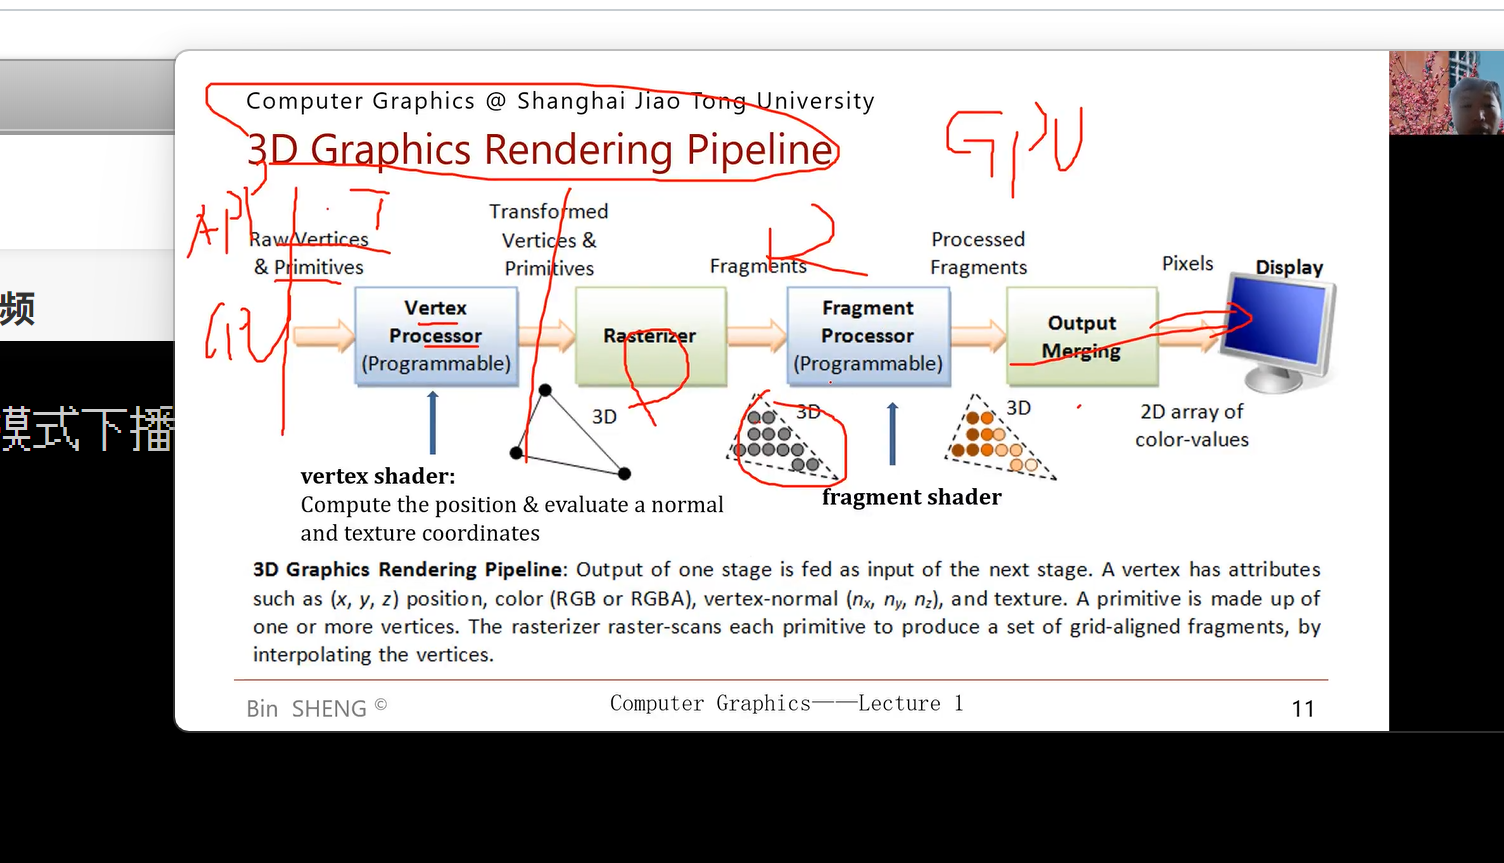 Computer Graphics @ Shanghai Jiao Tong University
3D Graphics Rendering Pipeline
GPU
API
T
R
Raw Vertices
& Primitives
Transformed
Vertices &
Primitives
Fragments
Processed
Fragments
Pixels
Display
Vertex
Processor
(Programmable)
Rasterizer
Fragment
Processor
(Programmable)
Output
Merging
3D
3D
3D
2D array of
color-values
vertex shader:
Compute the position & evaluate a normal
and texture coordinates
fragment shader
3D Graphics Rendering Pipeline: Output of one stage is fed as input of the next stage. A vertex has attributes
such as (x, y, z) position, color (RGB or RGBA), vertex-normal (nx, ny, nz), and texture. A primitive is made up of
one or more vertices. The rasterizer raster-scans each primitive to produce a set of grid-aligned fragments, by
interpolating the vertices.
Bin SHENG ©
Computer Graphics——Lecture 1
11
频
模式下播